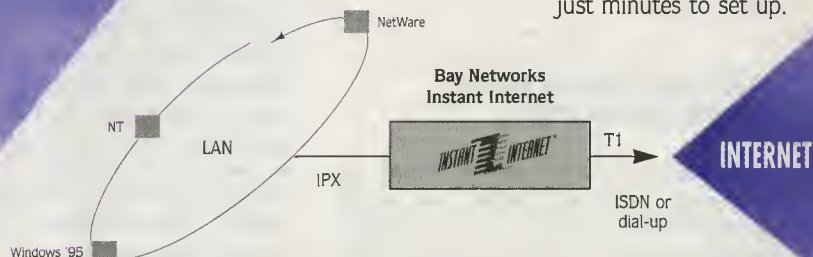 just minutes to set up.
NetWare
Bay Networks
Instant Internet
NT
LAN
IPX
INSTANT INTERNET™
T1
INTERNET
ISDN or
dial-up
Windows '95